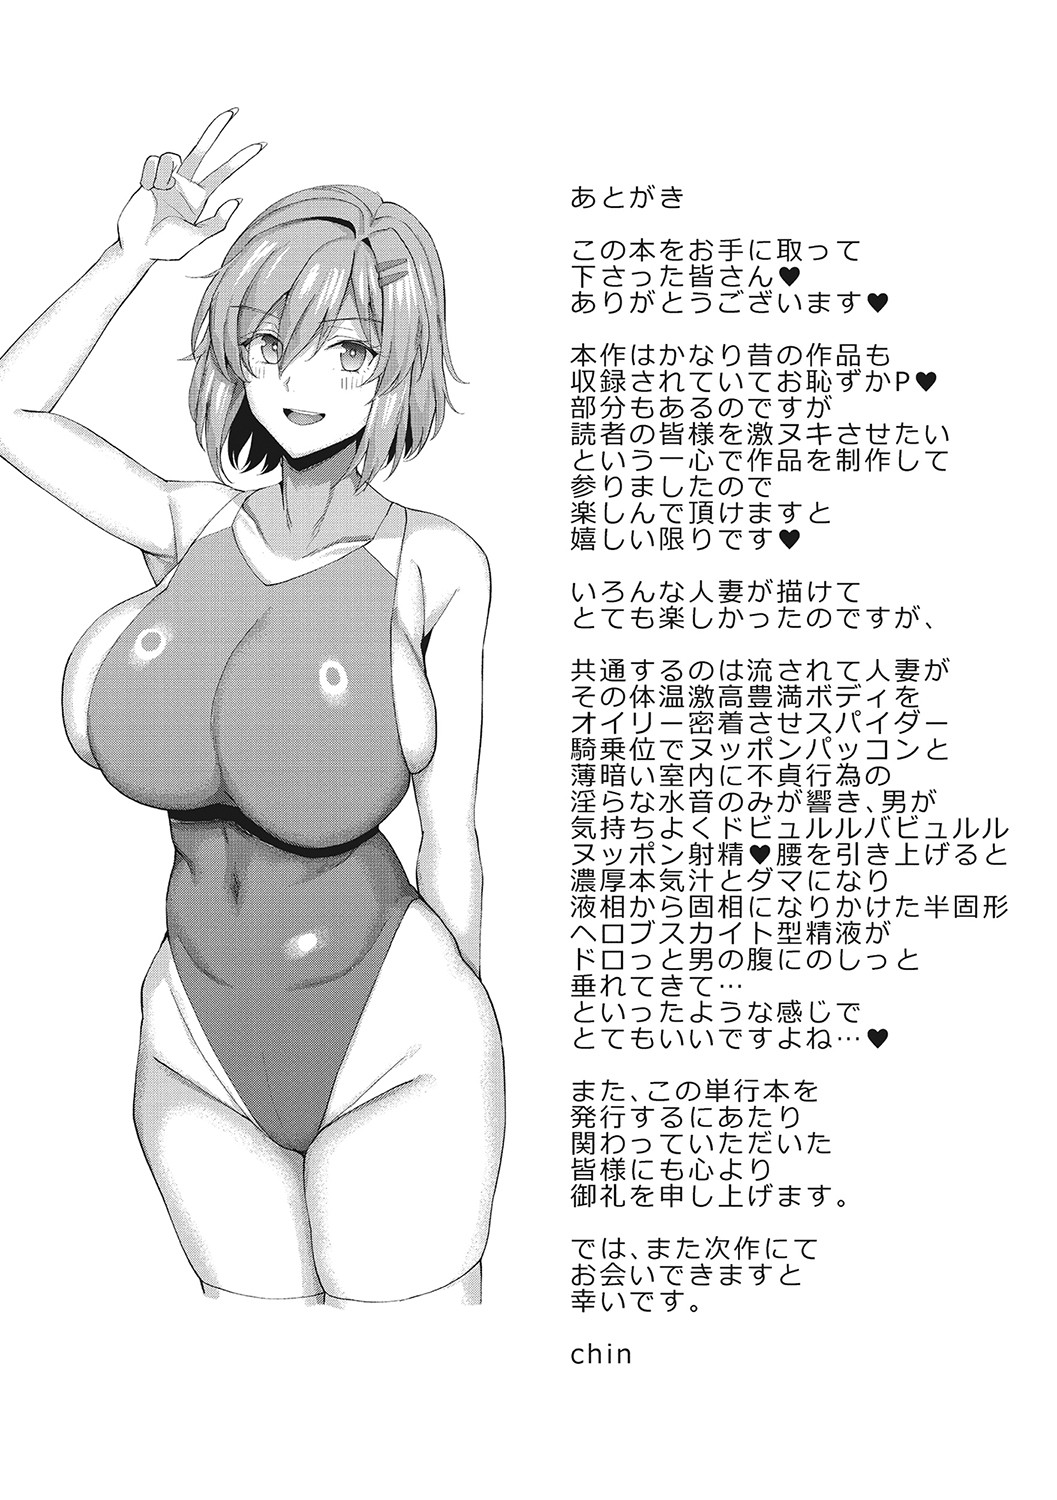 あとがき
この本をお手に取って
下さった皆さん♥
ありがとうございます♥
本作はかなり昔の作品も
収録されていてお恥ずかP♥
部分もあるのですが
読者の皆様を激ヌキさせたい
という一心で作品を制作して
参りましたので
楽しんで頂けますと
嬉しい限りです♥
いろんな人妻が描けて
とても楽しかったのですが、
共通するのは流されて人妻が
その体温激高豊満ボディを
オイリー密着させスパイダー
騎乗位でヌッポンパッコンと
薄暗い室内に不貞行為の
淫らな水音のみが響き、男が
気持ちよくドビュルルバビュルル
ヌッポン射精♥腰を引き上げると
濃厚本気汁とダマになり
液相から固相になりかけた半固形
ヘロブスカイト型精液が
ドロっと男の腹にのしっと
垂れてきて…
といったような感じで
とてもいいですよね…♥
また、この単行本を
発行するにあたり
関わっていただいた
皆様にも心より
御礼を申し上げます。
では、また次作にて
お会いできますと
幸いです。
chin